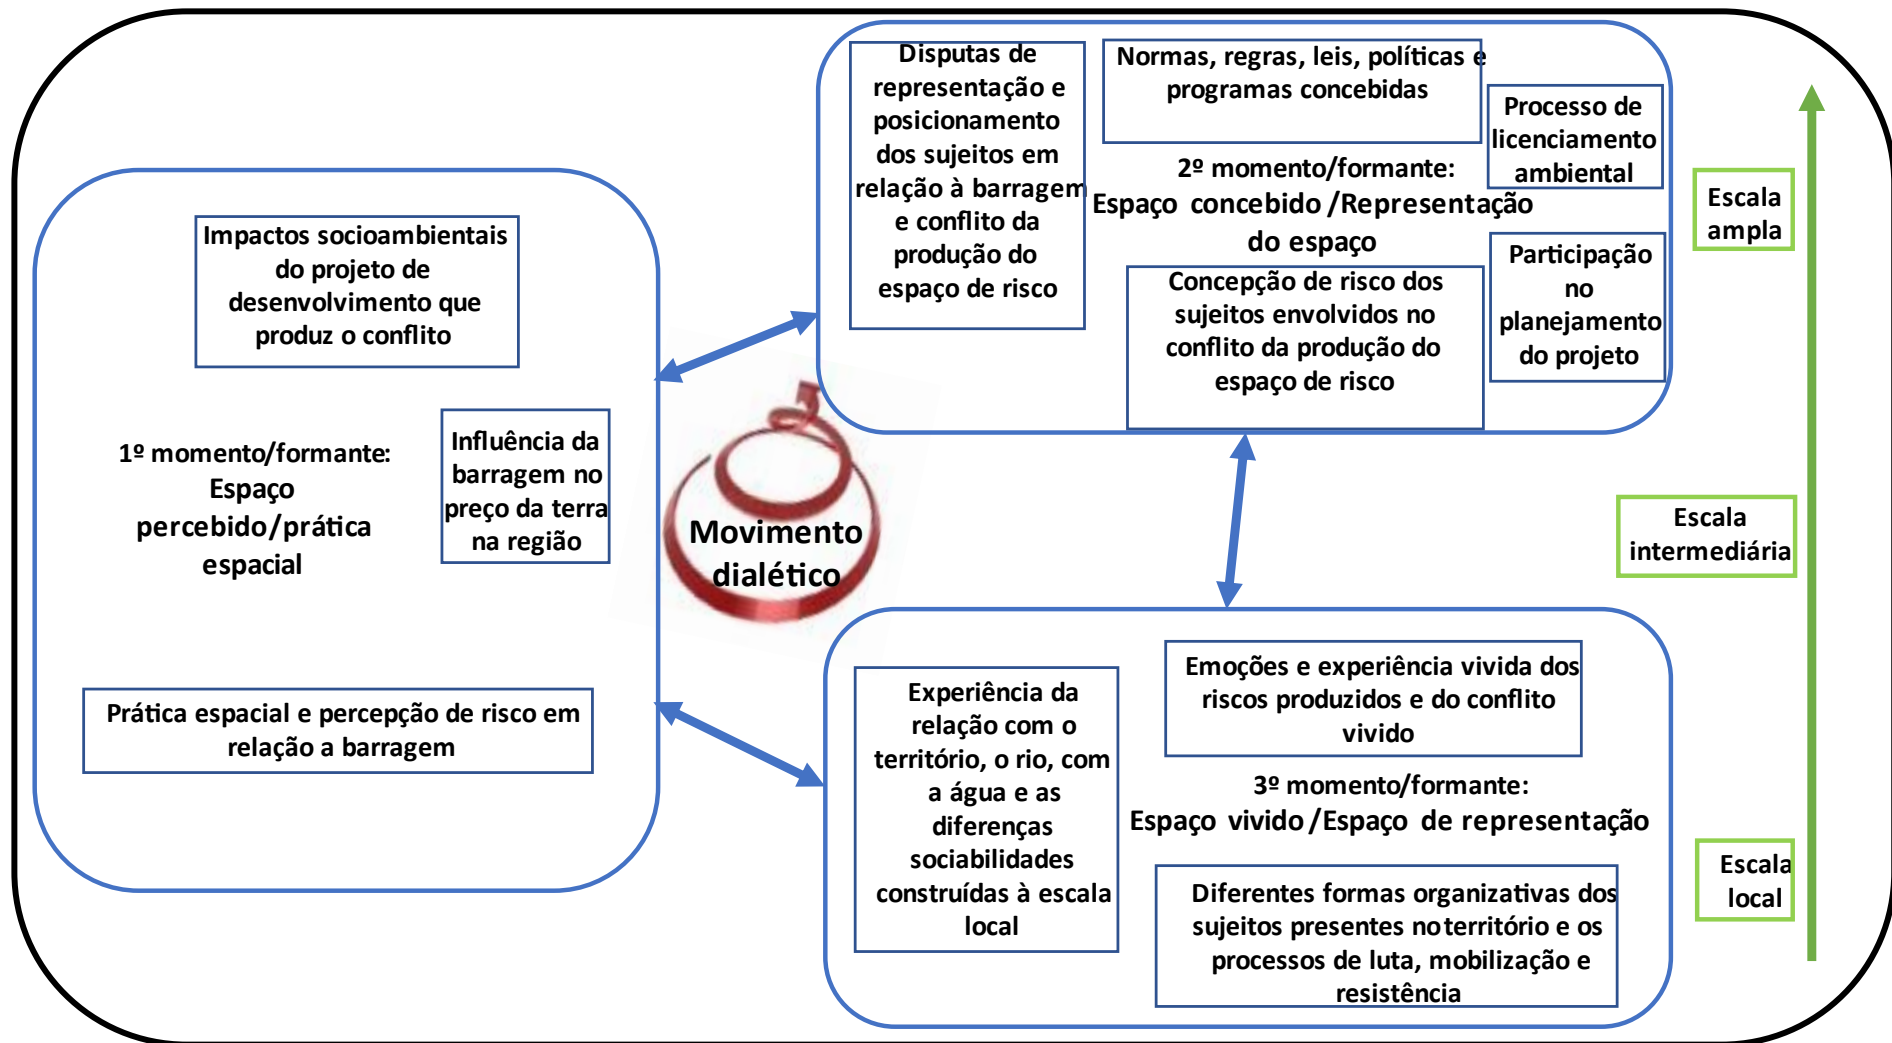 Impactos socioambientais
do projeto de
desenvolvimento que
produz o conflito
1º momento/formante:
Espaço
percebido/prática
espacial
Influência da
barragem no
preço da terra
na região
Prática espacial e percepção de risco em
relação a barragem
Movimento
dialético
Disputas de
representação e
posicionamento
dos sujeitos em
relação à barragem
e conflito da
produção do
espaço de risco
Normas, regras, leis, políticas e
programas concebidas
Processo de
licenciamento
ambiental
2º momento/formante:
Espaço concebido/Representação
do espaço
Concepção de risco dos
sujeitos envolvidos no
conflito da produção do
espaço de risco
Participação
no
planejamento
do projeto
Experiência da
relação com o
território, o rio, com
a água e as
diferenças
sociabilidades
construídas à escala
local
Emoções e experiência vivida dos
riscos produzidos e do conflito
vivido
3º momento/formante:
Espaço vivido/Espaço de representação
Diferentes formas organizativas dos
sujeitos presentes no território e os
processos de luta, mobilização e
resistência
Escala
ampla
Escala
intermediária
Escala
local